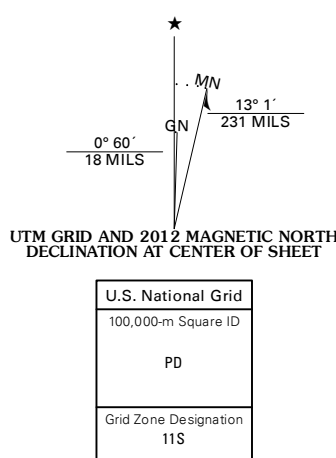 ★
MN
13° 1´
231 MILS
GN
0° 60´
18 MILS
UTM GRID AND 2012 MAGNETIC NORTH
DECLINATION AT CENTER OF SHEET
U.S. National Grid
100,000-m Square ID
PD
Grid Zone Designation
11S